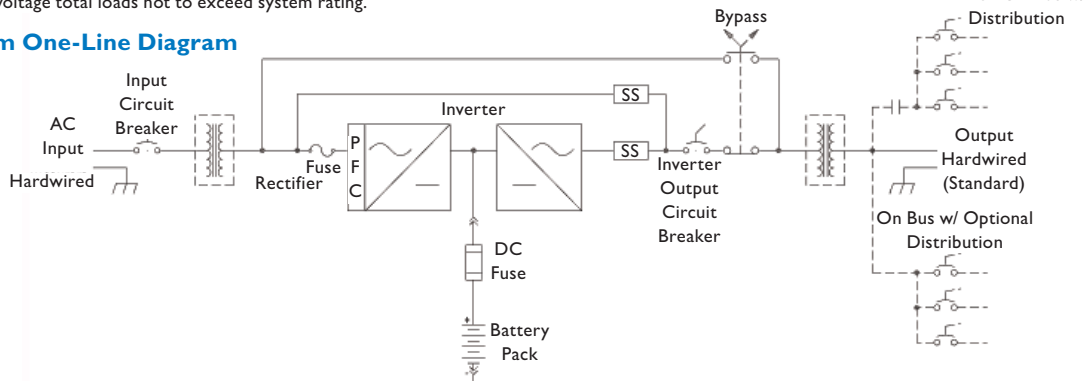 voltage total loads not to exceed system rating.
One-Line Diagram
Bypass
Distribution
Input
Circuit
Breaker
AC
Input
Hardwired
SS
Inverter
Fuse
Rectifier
P
F
C
SS
Inverter
Output
Circuit
Breaker
Output
Hardwired
(Standard)
On Bus w/ Optional
Distribution
DC
Fuse
+
Battery
Pack